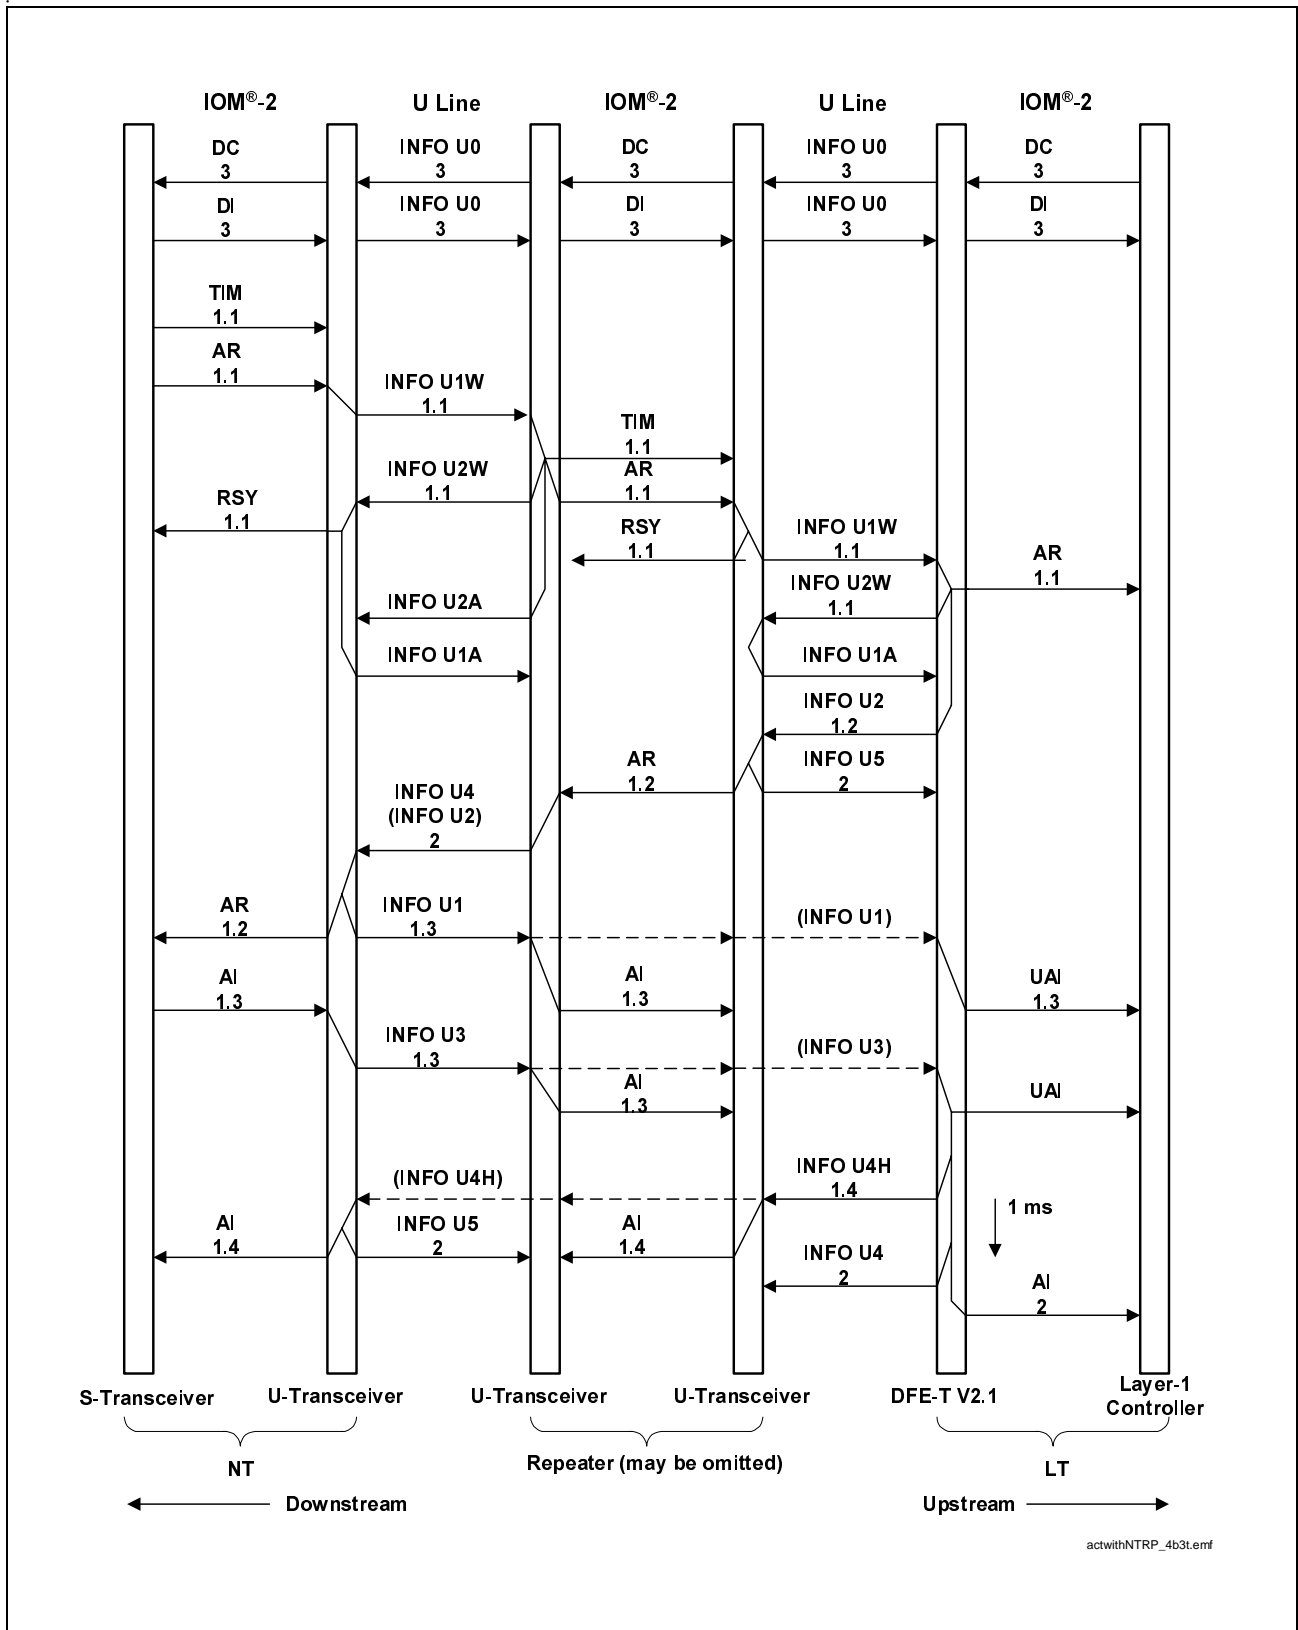 IOM®-2 U Line IOM®-2 U Line IOM®-2
DC INFO U0 DC INFO U0 DC
3 3 3 3 3
DI INFO U0 DI INFO U0 DI
3 3 3 3 3
TIM
1.1
AR
1.1
INFO U1W
1.1
TIM
1.1
INFO U2W AR
1.1 1.1
RSY
1.1
RSY INFO U1W
1.1 1.1
AR
1.1
INFO U2W
1.1
INFO U2A
INFO U1A INFO U1A
INFO U2
1.2
AR INFO U5
1.2 2
INFO U4
(INFO U2)
2
AR INFO U1 (INFO U1)
1.2 1.3
AI AI UAI
1.3 1.3 1.3
INFO U3 (INFO U3)
1.3
AI UAI
1.3
(INFO U4H) INFO U4H
1.4
1 ms
AI INFO U5 AI
1.4 2 1.4
INFO U4
2
AI
2
S-Transceiver U-Transceiver U-Transceiver U-Transceiver DFE-T V2.1 Layer-1
Controller
NT Repeater (may be omitted) LT
Downstream Upstream
actwithNTRP_4b3t.emf